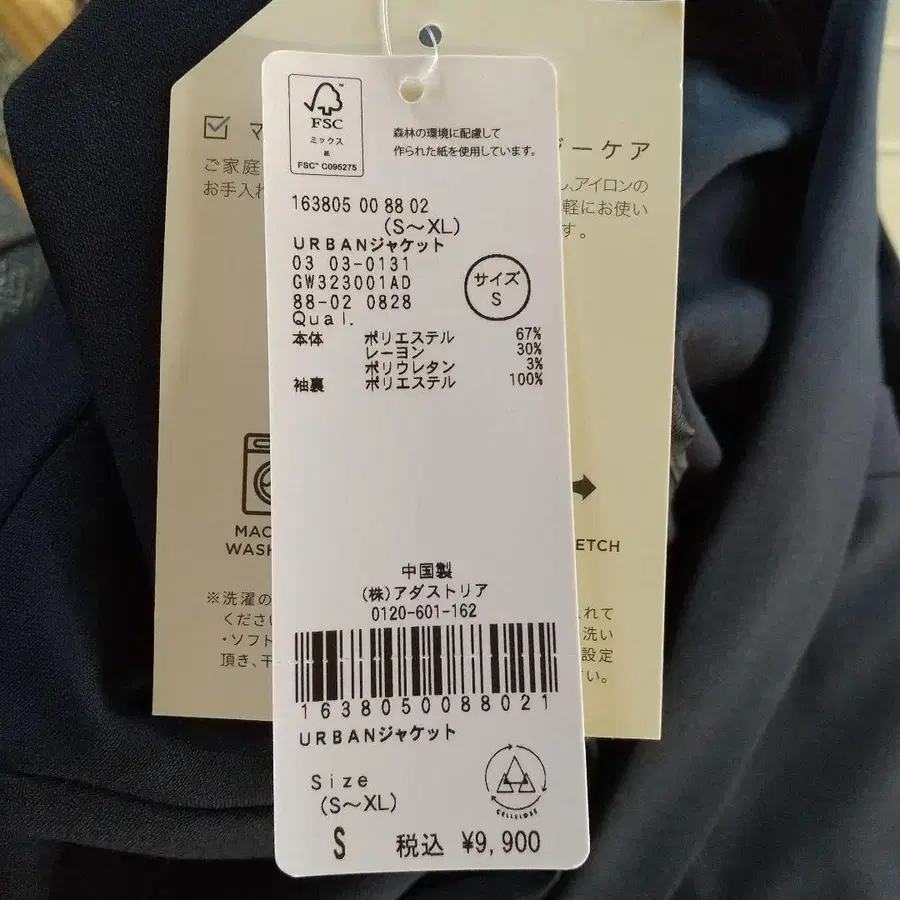 FSC
ミックス
紙
FSC™ C095275
森林の環境に配慮して
作られた紙を使用しています。
163805 00 88 02
(S～XL)
URBANジャケット
03 03-0131
GW323001AD
88-02 0828
サイズ
S
Qual.
本体 ポリエステル 67%
レーヨン 30%
ポリウレタン 3%
袖裏 ポリエステル 100%
中国製
(株)アダストリア
0120-601-162
1638050088021
URBANジャケット
Size
(S～XL)
S 税込 ¥9,900
CELLULOSE
ジーケア
ご家庭
お手入れ
アイロンの
軽にお使い
す。
MAC
WASH
ETCH
※洗濯の
くださ
・ソフト
頂き、干
れて
洗い
設定
さい。